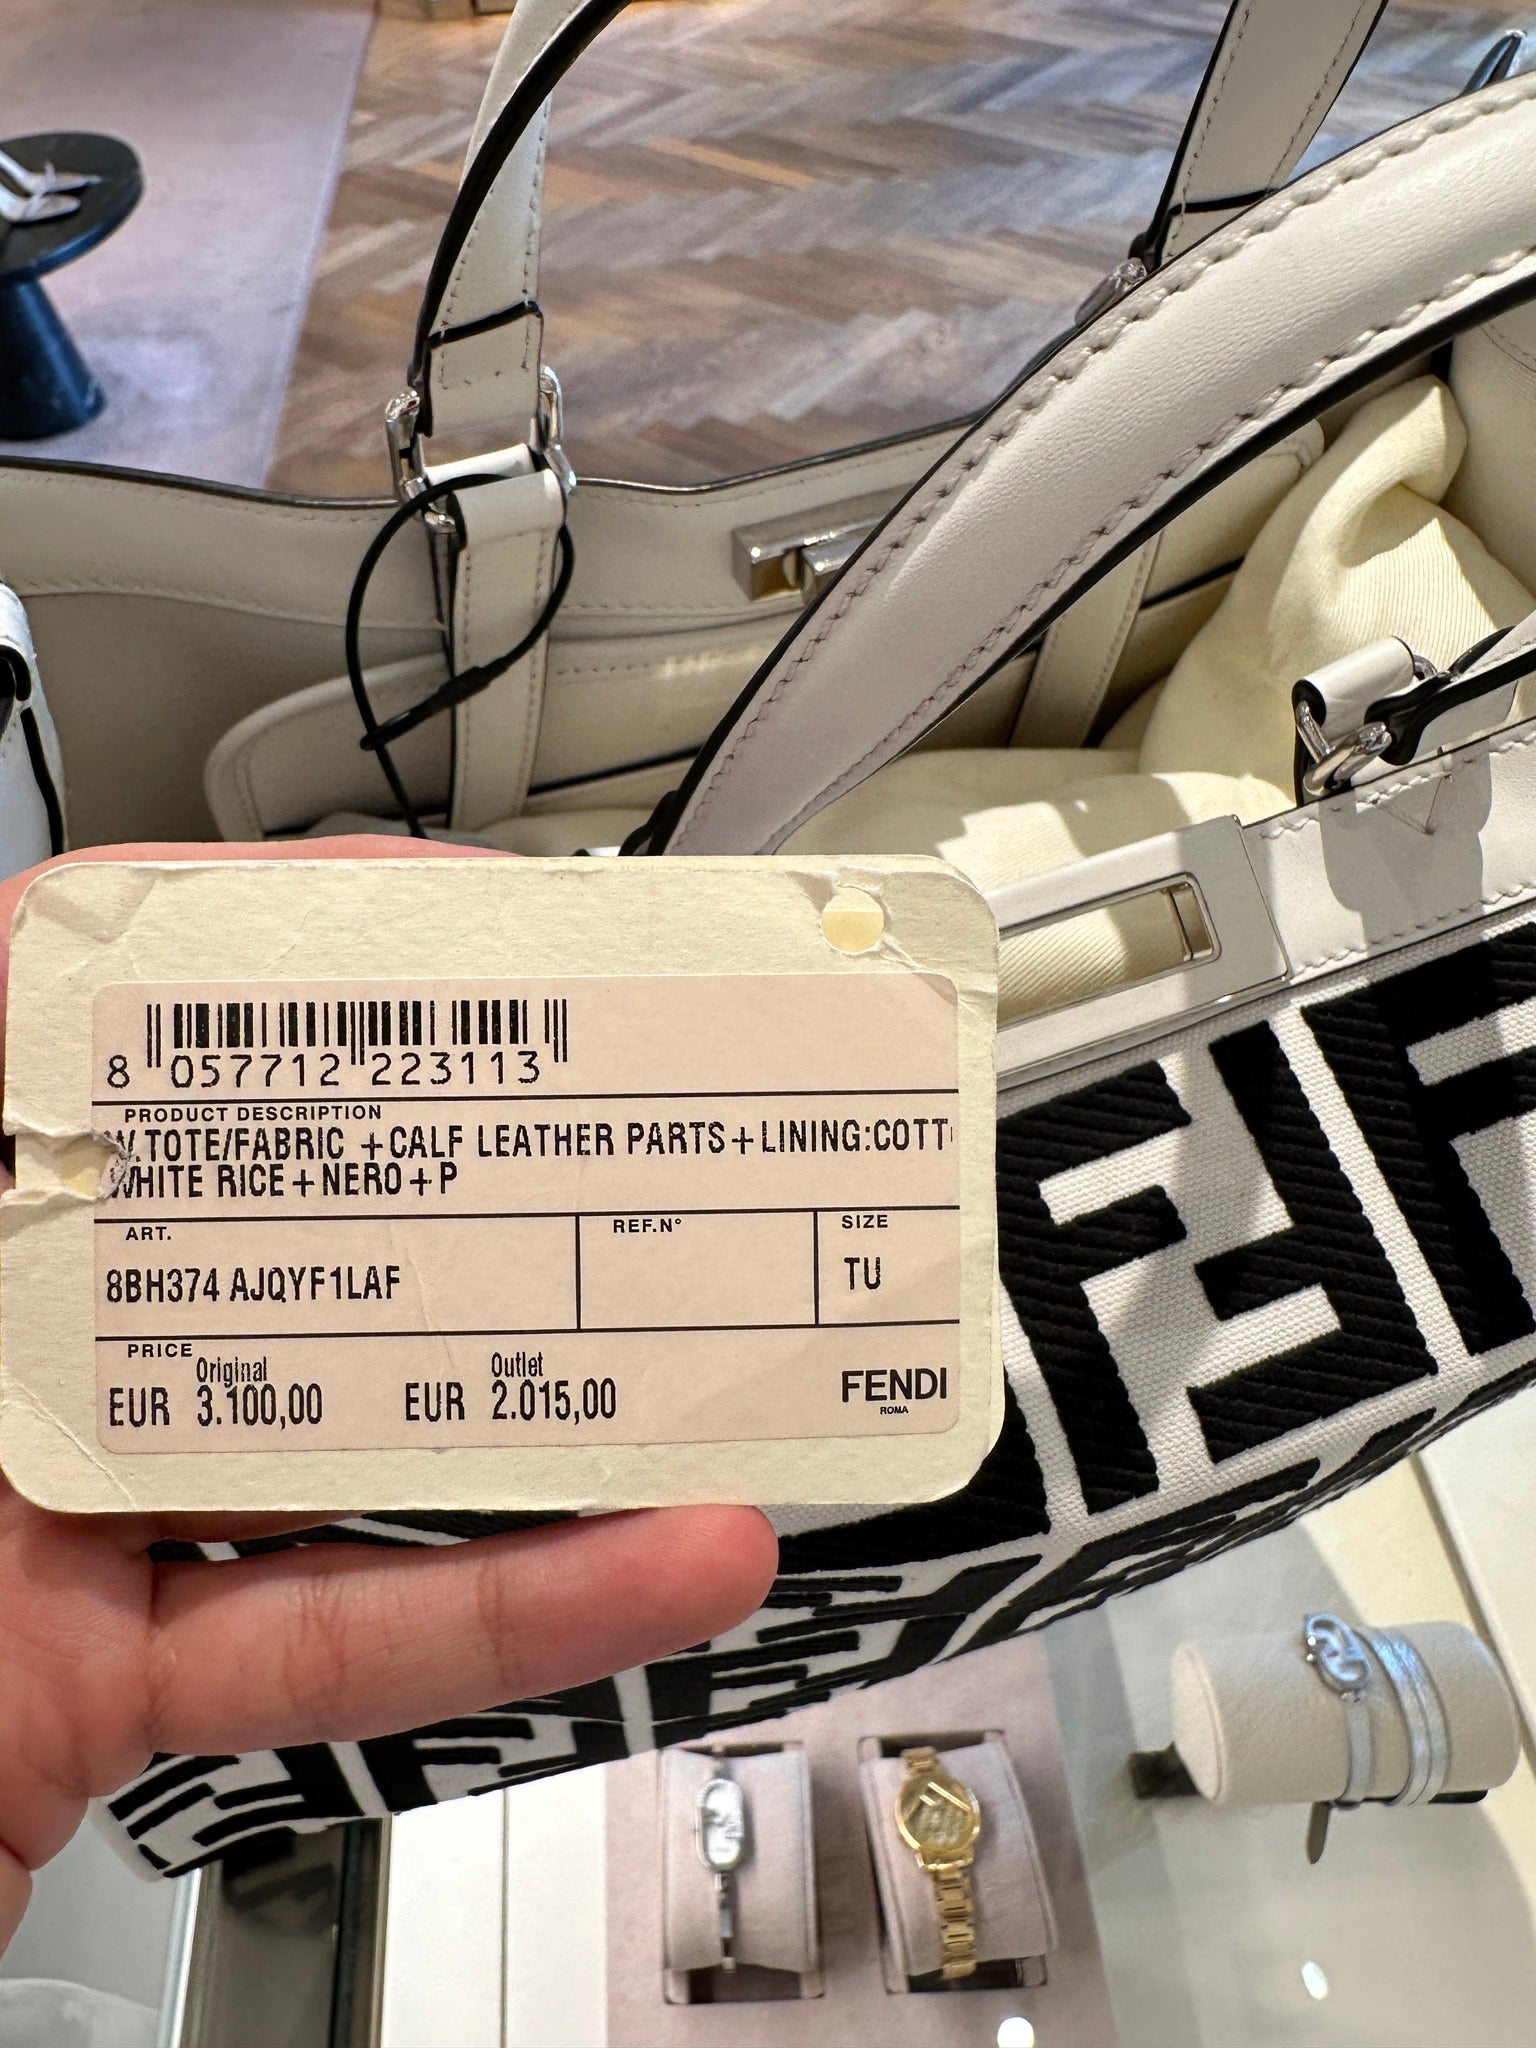 8 057712 223113
PRODUCT DESCRIPTION
W.TOTE/FABRIC +CALF LEATHER PARTS+LINING:COTT
WHITE RICE+NERO+P
ART. REF.N° SIZE
8BH374 AJQYF1LAF TU
PRICE Original Outlet
EUR 3.100,00 EUR 2.015,00 FENDI
ROMA